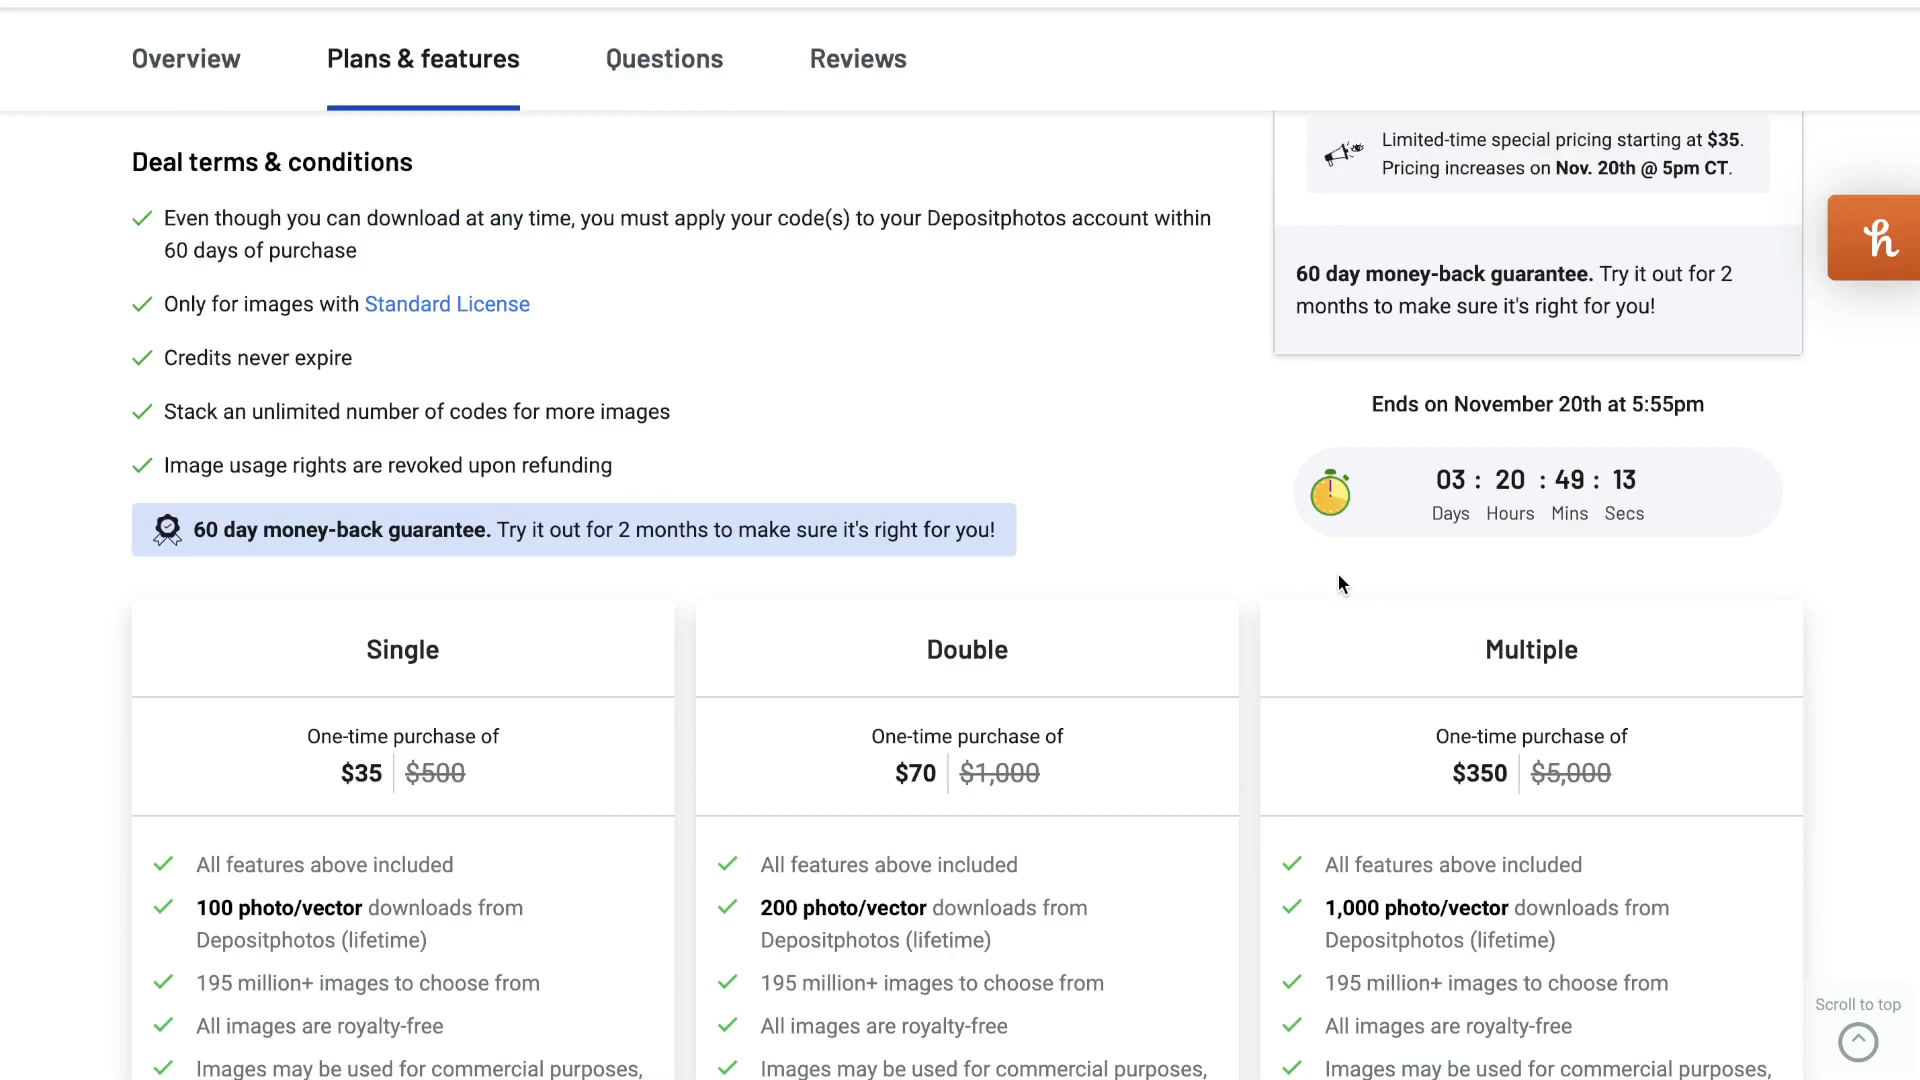 Overview
Plans & features
Questions
Reviews
Deal terms & conditions
Even though you can download at any time, you must apply your code(s) to your Depositphotos account within
60 days of purchase
Only for images with Standard License
Credits never expire
Stack an unlimited number of codes for more images
Image usage rights are revoked upon refunding
60 day money-back guarantee. Try it out for 2 months to make sure it's right for you!
Limited-time special pricing starting at $35.
Pricing increases on Nov. 20th @ 5pm CT.
60 day money-back guarantee. Try it out for 2
months to make sure it's right for you!
Ends on November 20th at 5:55pm
03 : 20 : 49 : 13
Days Hours Mins Secs
h
Single
One-time purchase of
$35 $500
All features above included
100 photo/vector downloads from
Depositphotos (lifetime)
195 million+ images to choose from
All images are royalty-free
Images may be used for commercial purposes,
Double
One-time purchase of
$70 $1,000
All features above included
200 photo/vector downloads from
Depositphotos (lifetime)
195 million+ images to choose from
All images are royalty-free
Images may be used for commercial purposes,
Multiple
One-time purchase of
$350 $5,000
All features above included
1,000 photo/vector downloads from
Depositphotos (lifetime)
195 million+ images to choose from
All images are royalty-free
Images may be used for commercial purposes,
Scroll to top